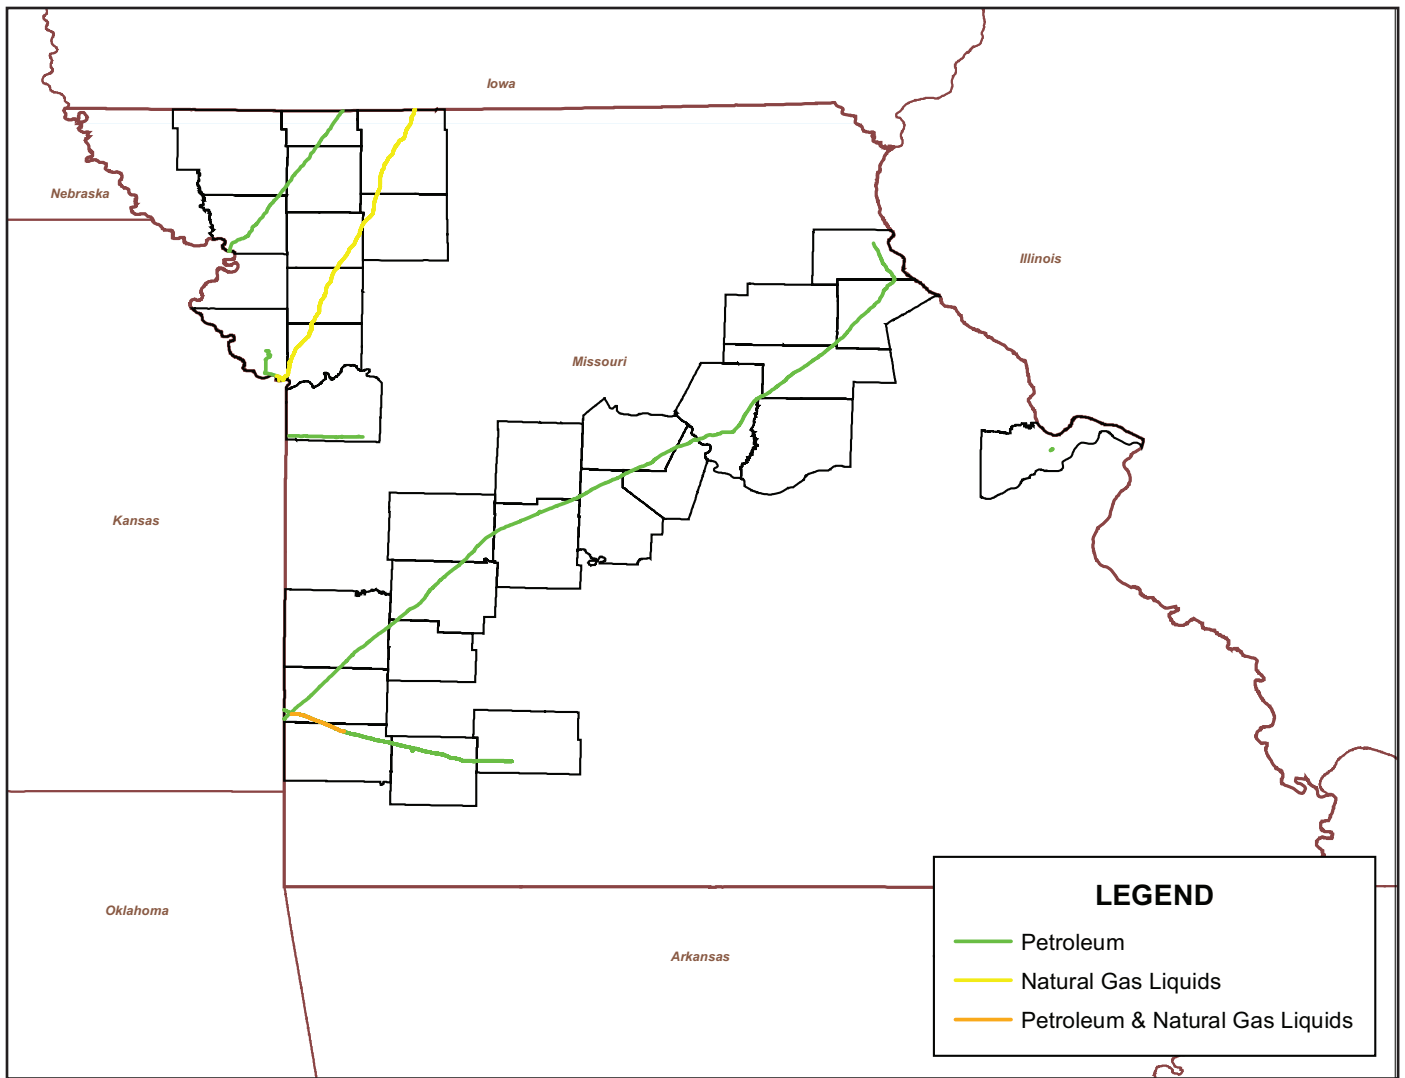 Iowa
Nebraska
Illinois
Missouri
Kansas
Oklahoma
Arkansas
LEGEND
Petroleum
Natural Gas Liquids
Petroleum & Natural Gas Liquids